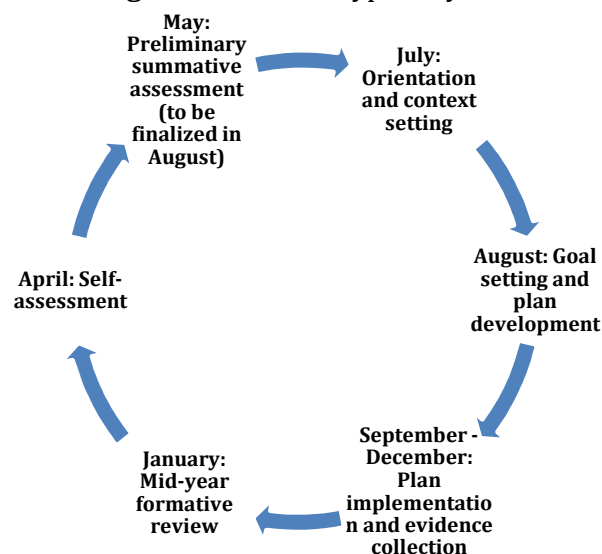 May:
Preliminary
summative
assessment
(to be
finalized in
August)
July:
Orientation
and context
setting
August: Goal
setting and
plan
development
September -
December:
Plan
implementatio
n and evidence
collection
January:
Mid-year
formative
review
April: Self-
assessment